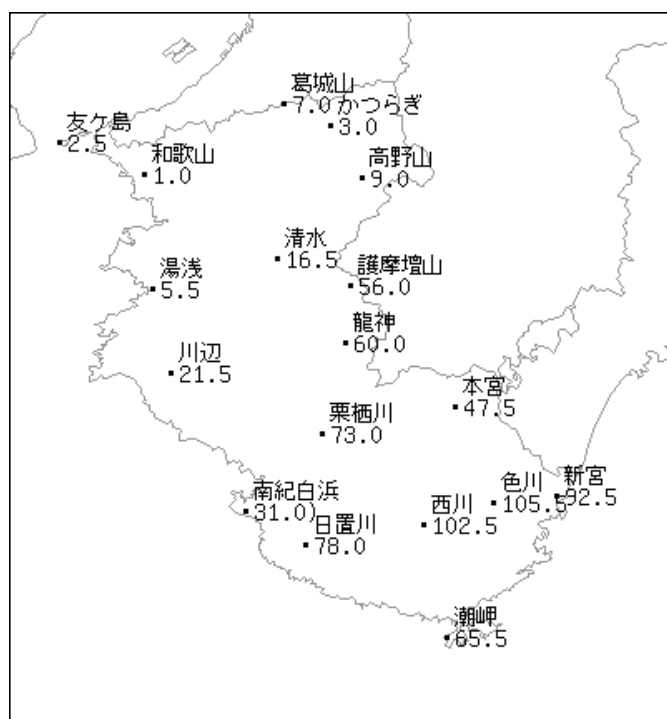 葛城山
7.0
かつらぎ
3.0
友ケ島
2.5
和歌山
1.0
高野山
9.0
清水
16.5
湯浅
5.5
護摩壇山
56.0
龍神
60.0
川辺
21.5
本宮
47.5
栗栖川
73.0
南紀白浜
31.0)
日置川
78.0
西川
102.5
色川
105.5
新宮
92.5
潮岬
65.5